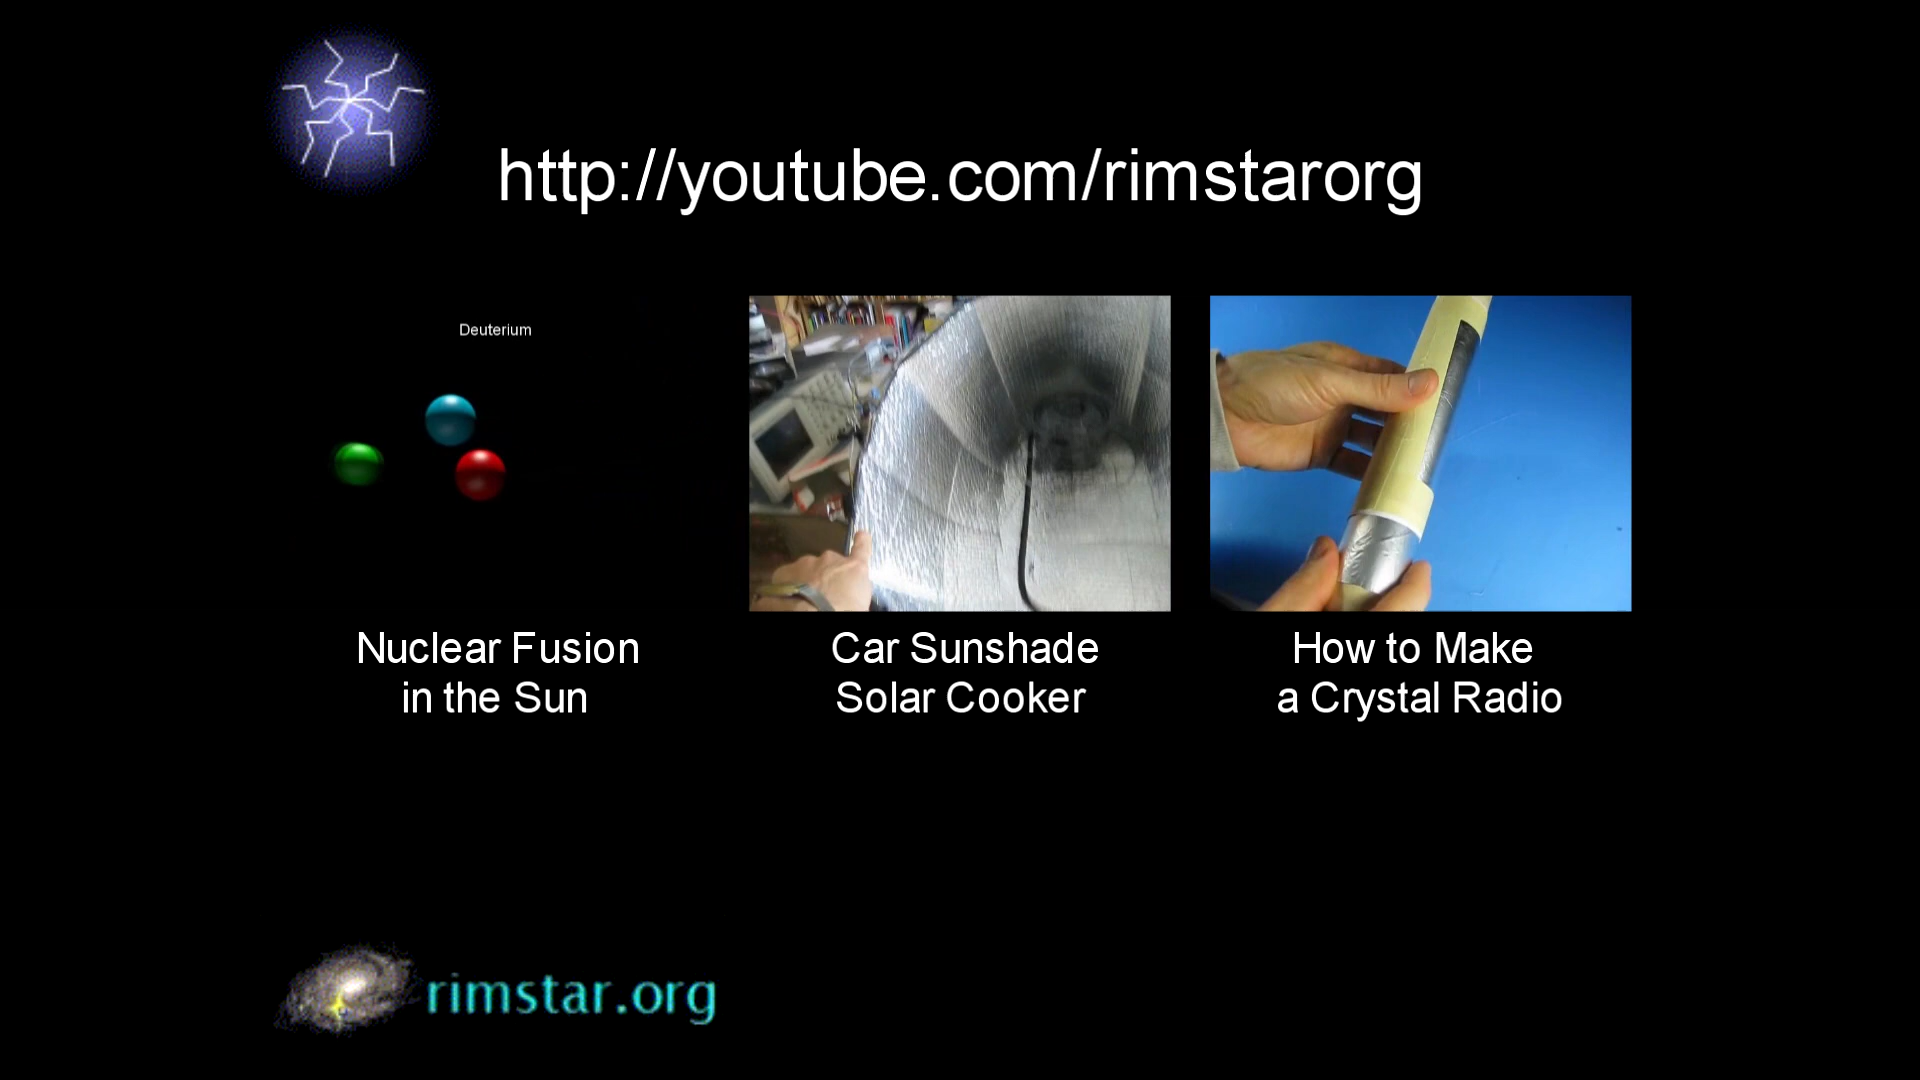 http://youtube.com/rimstarorg
Deuterium
Nuclear Fusion
in the Sun
Car Sunshade
Solar Cooker
How to Make
a Crystal Radio
rimstar.org